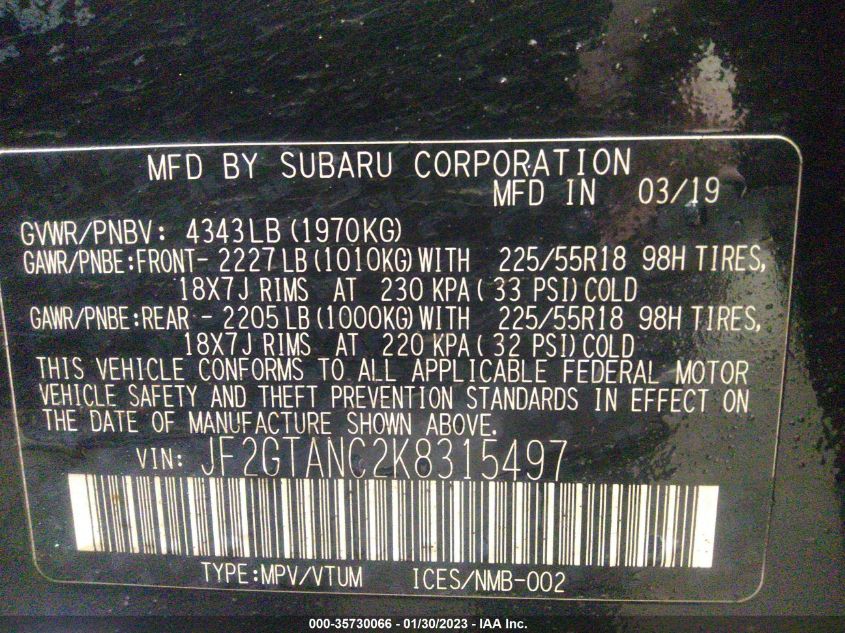 MFD BY SUBARU CORPORATION
MFD IN 03/19
GVWR/PNBV: 4343LB (1970KG)
GAWR/PNBE:FRONT- 2227 LB (1010KG) WITH 225/55R18 98H TIRES,
18X7J RIMS AT 230 KPA ( 33 PSI) COLD
GAWR/PNBE:REAR - 2205 LB (1000KG) WITH 225/55R18 98H TIRES,
18X7J RIMS AT 220 KPA ( 32 PSI) COLD
THIS VEHICLE CONFORMS TO ALL APPLICABLE FEDERAL MOTOR
VEHICLE SAFETY AND THEFT PREVENTION STANDARDS IN EFFECT ON
THE DATE OF MANUFACTURE SHOWN ABOVE.
VIN: JF2GTANC2K8315497
TYPE:MPV/VTUM ICES/NMB-002
000-35730066 - 01/30/2023 - IAA Inc.